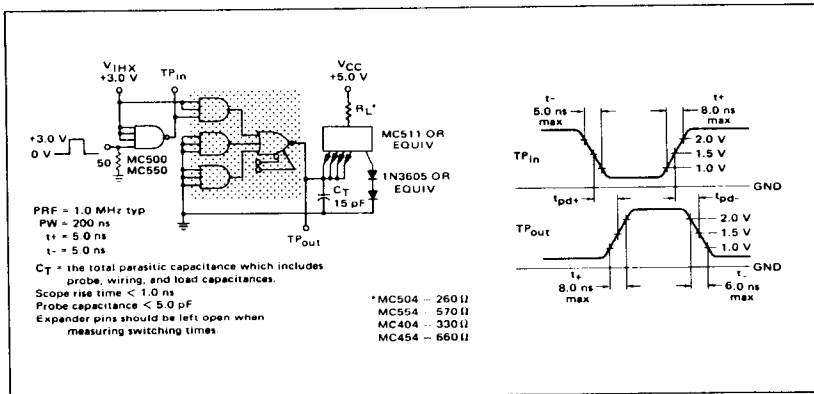 VIHX
+3.0 V
TPin
+3.0 V
0 V
50
MC500
MC550
VCC
+5.0 V
RL*
MC511 OR
EQUIV
1N3605 OR
EQUIV
CT
15 pF
TPout
PRF = 1.0 MHz typ
PW = 200 ns
t+ = 5.0 ns
t- = 5.0 ns
CT = the total parasitic capacitance which includes
probe, wiring, and load capacitances.
Scope rise time < 1.0 ns
Probe capacitance < 5.0 pF
Expander pins should be left open when
measuring switching times.
*MC504 – 260 Ω
MC554 – 570 Ω
MC404 – 330 Ω
MC454 – 660 Ω
t-
5.0 ns
max
t+
8.0 ns
max
TPin
2.0 V
1.5 V
1.0 V
GND
tpd+
tpd-
TPout
2.0 V
1.5 V
1.0 V
GND
t+
8.0 ns
max
t-
6.0 ns
max